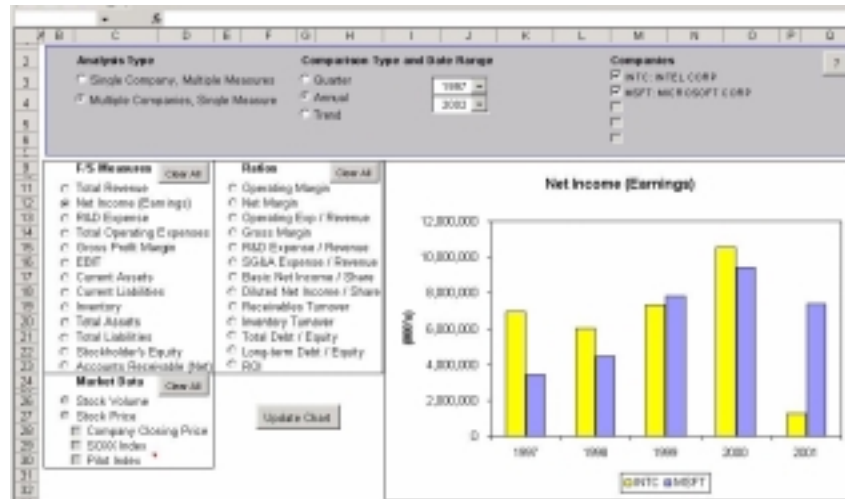 B C D E F G H I J K L M N O P Q
Analysis Type
Single Company, Multiple Measures
Multiple Companies, Single Measure
Comparison Type and Date Range
Quarter
Annual
Trend
1997
2002
Companies
INTC: INTEL CORP
MSFT: MICROSOFT CORP
?
F/S Measures
Clear All
Total Revenue
Net Income (Earnings)
R&D Expense
Total Operating Expenses
Gross Profit Margin
EBIT
Current Assets
Current Liabilities
Inventory
Total Assets
Total Liabilities
Stockholder's Equity
Accounts Receivable (Net)
Ratios
Clear All
Operating Margin
Net Margin
Operating Exp / Revenue
Gross Margin
R&D Expense / Revenue
SG&A Expense / Revenue
Basic Net Income / Share
Diluted Net Income / Share
Receivables Turnover
Inventory Turnover
Total Debt / Equity
Long-term Debt / Equity
ROI
Market Data
Clear All
Stock Volume
Stock Price
Company Closing Price
SOXX Index
Update Chart
Net Income (Earnings)
12,000,000
10,000,000
8,000,000
6,000,000
4,000,000
2,000,000
0
(000's)
1997 1998 1999 2000 2001
INTC MSFT